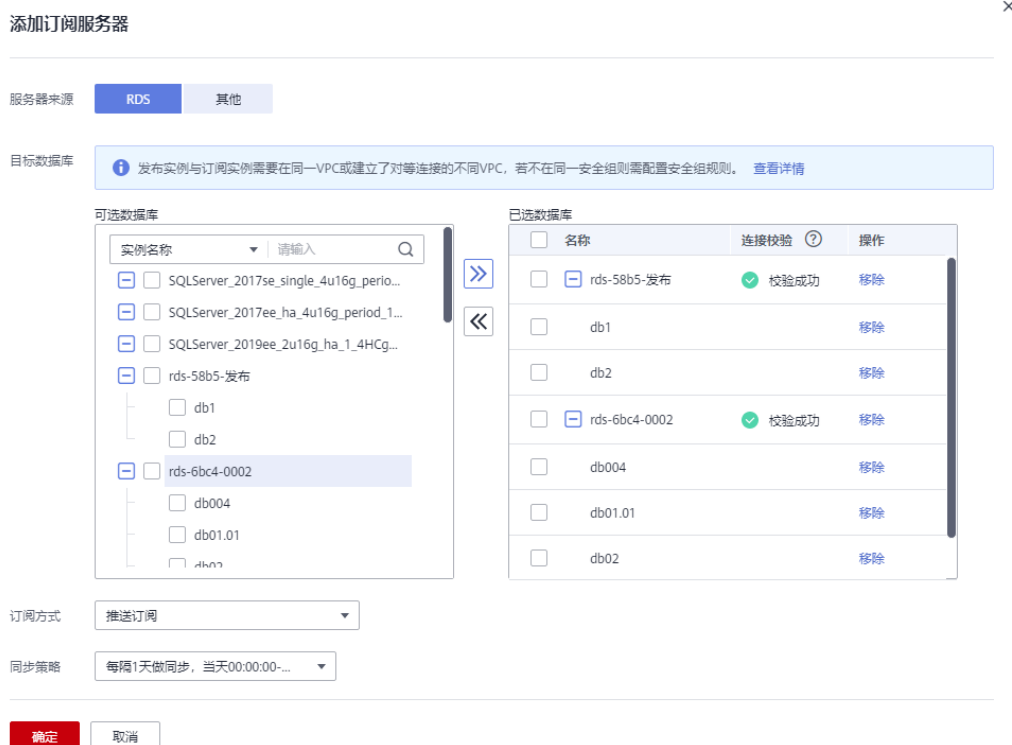 添加订阅服务器
服务器来源
RDS
其他
目标数据库
发布实例与订阅实例需要在同一VPC或建立了对等连接的不同VPC，若不在同一安全组则需配置安全组规则。 查看详情
可选数据库
实例名称
请输入
SQLServer_2017se_single_4u16g_perio...
SQLServer_2017ee_ha_4u16g_period_1...
SQLServer_2019ee_2u16g_ha_1_4HCg...
rds-58b5-发布
db1
db2
rds-6bc4-0002
db004
db01.01
db02
已选数据库
名称 连接校验 操作
rds-58b5-发布 校验成功 移除
db1 移除
db2 移除
rds-6bc4-0002 校验成功 移除
db004 移除
db01.01 移除
db02 移除
订阅方式
推送订阅
同步策略
每隔1天做同步，当天00:00:00-...
确定
取消